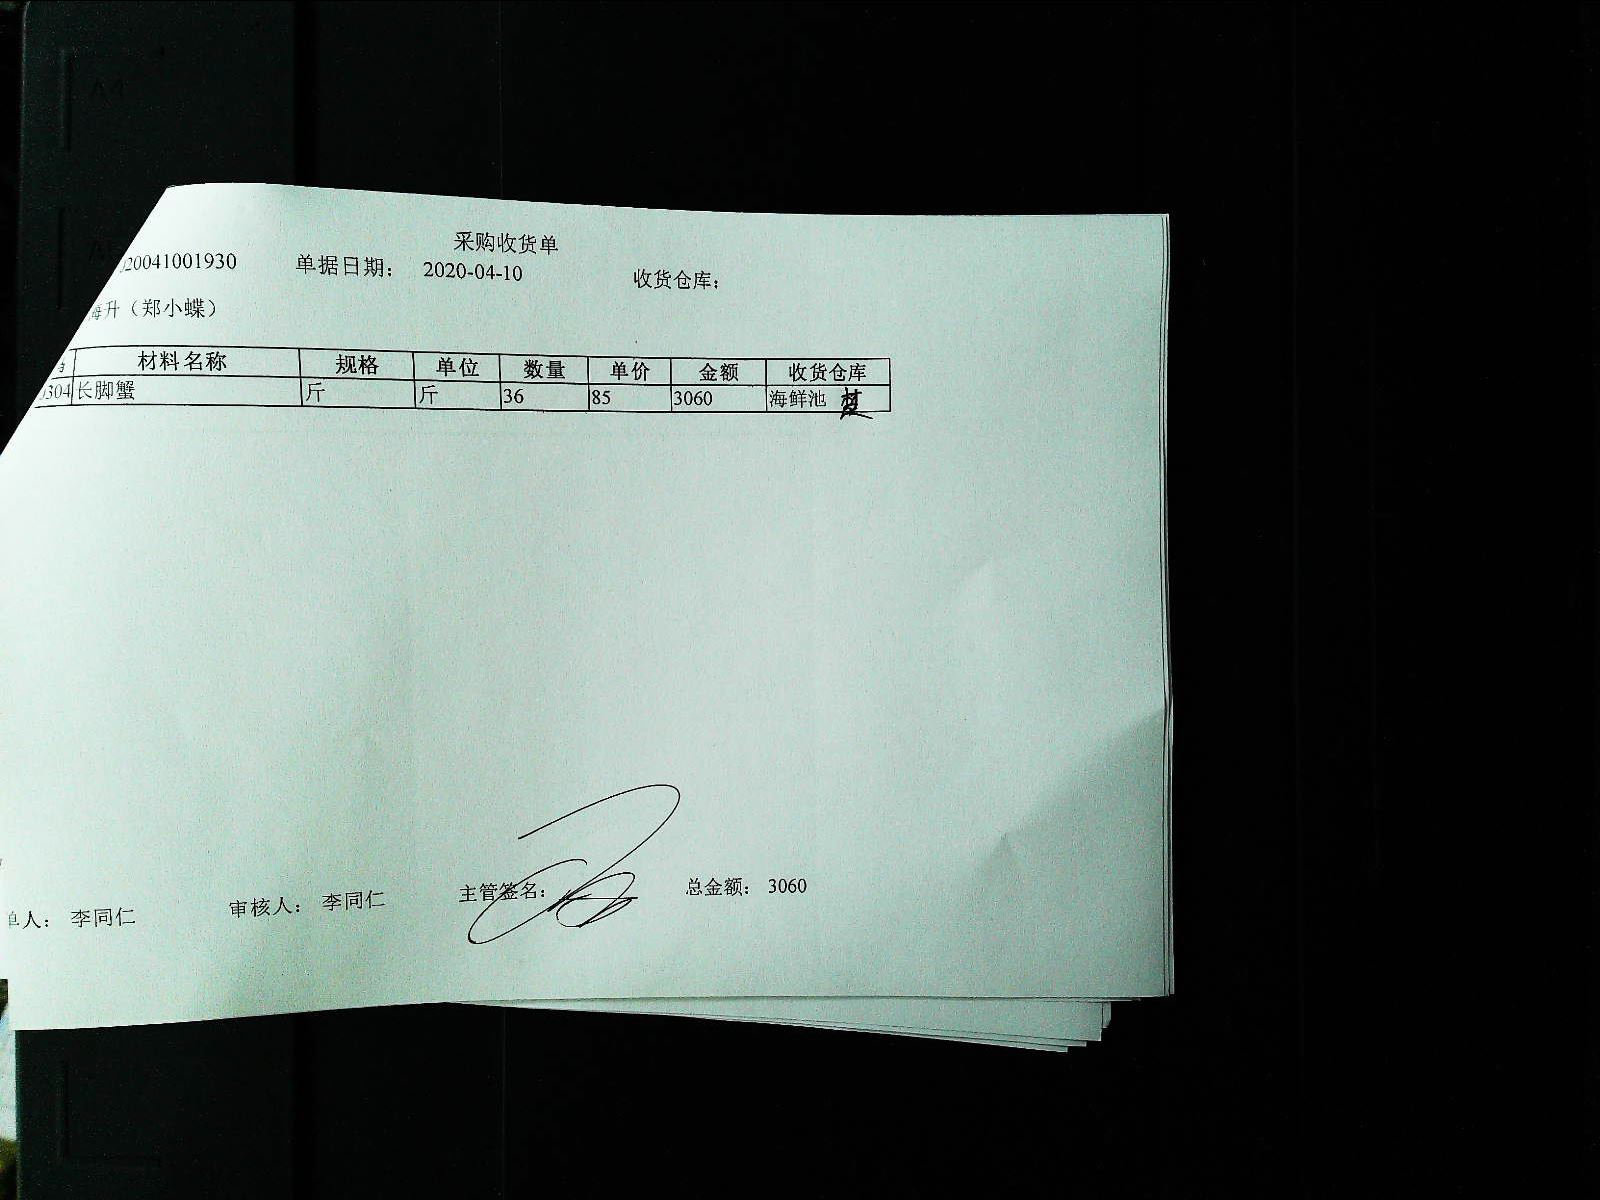 采购收货单
20041001930 单据日期： 2020-04-10 收货仓库：
海升（郑小蝶）
材料名称 规格 单位 数量 单价 金额 收货仓库
304 长脚蟹 斤 斤 36 85 3060 海鲜池
单人： 李同仁 审核人： 李同仁 主管签名： 总金额： 3060